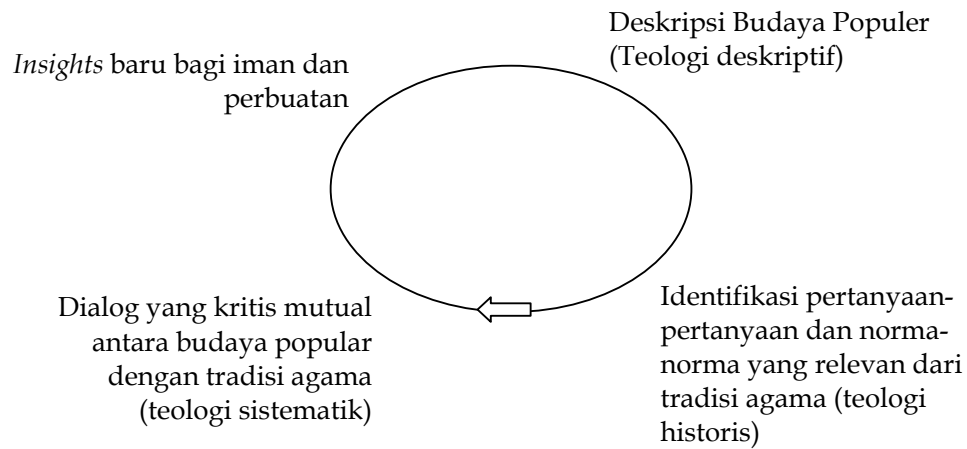 Deskripsi Budaya Populer
(Teologi deskriptif)
Insights baru bagi iman dan
perbuatan
Identifikasi pertanyaan-
pertanyaan dan norma-
norma yang relevan dari
tradisi agama (teologi
historis)
Dialog yang kritis mutual
antara budaya popular
dengan tradisi agama
(teologi sistematik)